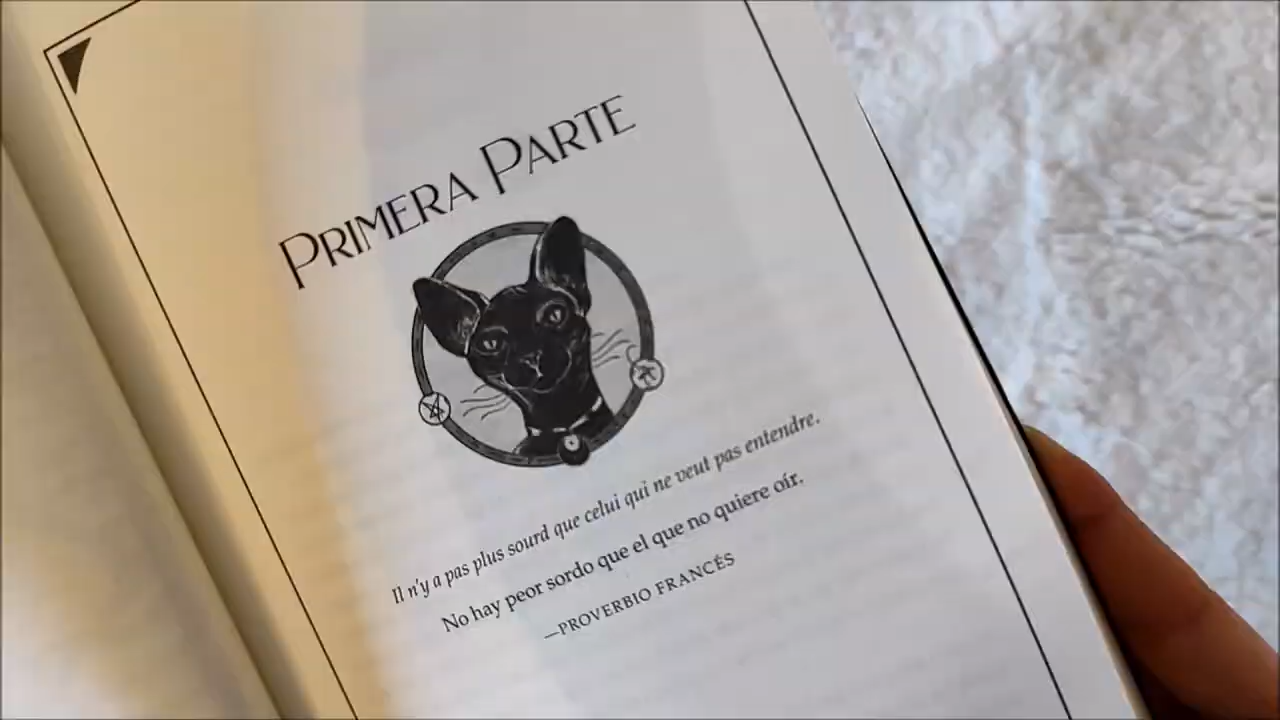 PRIMERA PARTE
Il n'y a pas plus sourd que celui qui ne veut pas entendre.
No hay peor sordo que el que no quiere oír.
—PROVERBIO FRANCÉS